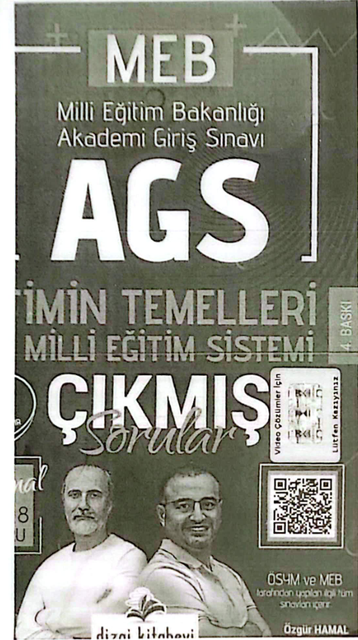 MEB
Milli Eğitim Bakanlığı
Akademi Giriş Sınavı
AGS
TİMİN TEMELLERİ
MİLLİ EĞİTİM SİSTEMİ
4. BASKI
ÇIKMIŞ
Sorular
Video Çözümler İçin
Lütfen Kazıyınız
8
U
ÖSYM ve MEB
tarafından yapılan ilgili tüm
sınavları içerir.
dizgi kitabevi
Özgür HAMAL